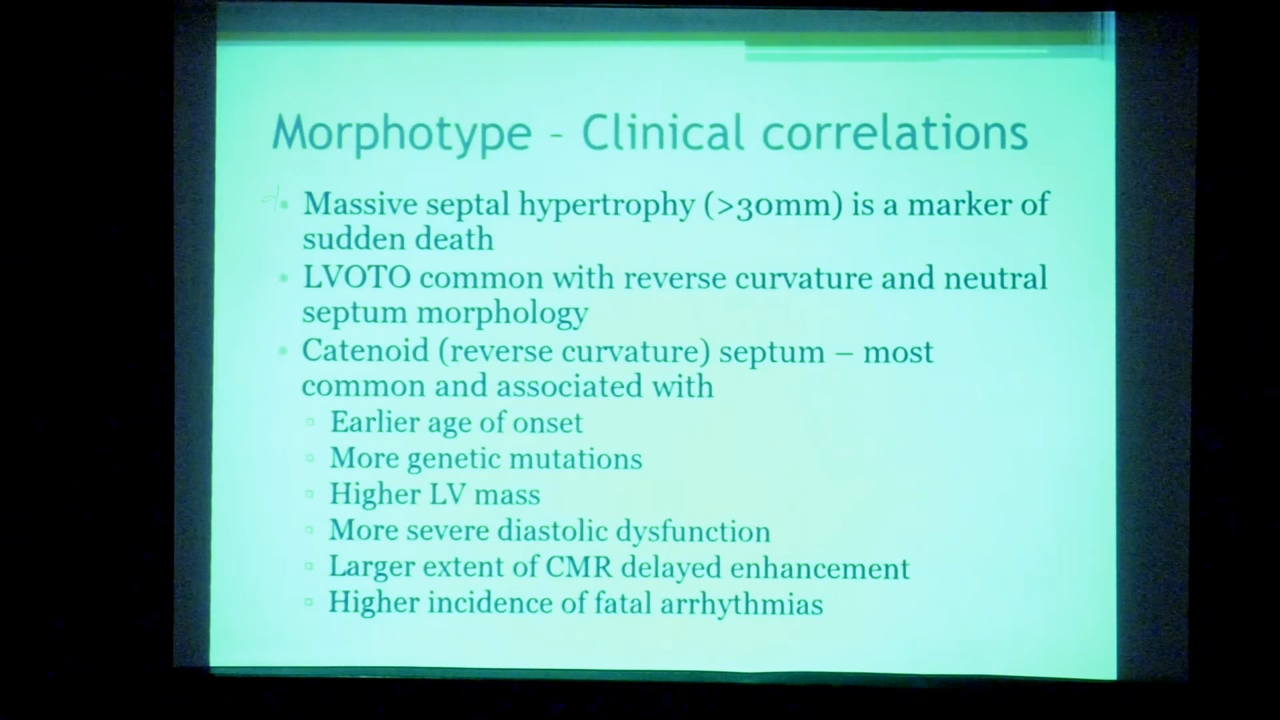 Morphotype – Clinical correlations
Massive septal hypertrophy (>30mm) is a marker of
sudden death
LVOTO common with reverse curvature and neutral
septum morphology
Catenoid (reverse curvature) septum – most
common and associated with
Earlier age of onset
More genetic mutations
Higher LV mass
More severe diastolic dysfunction
Larger extent of CMR delayed enhancement
Higher incidence of fatal arrhythmias